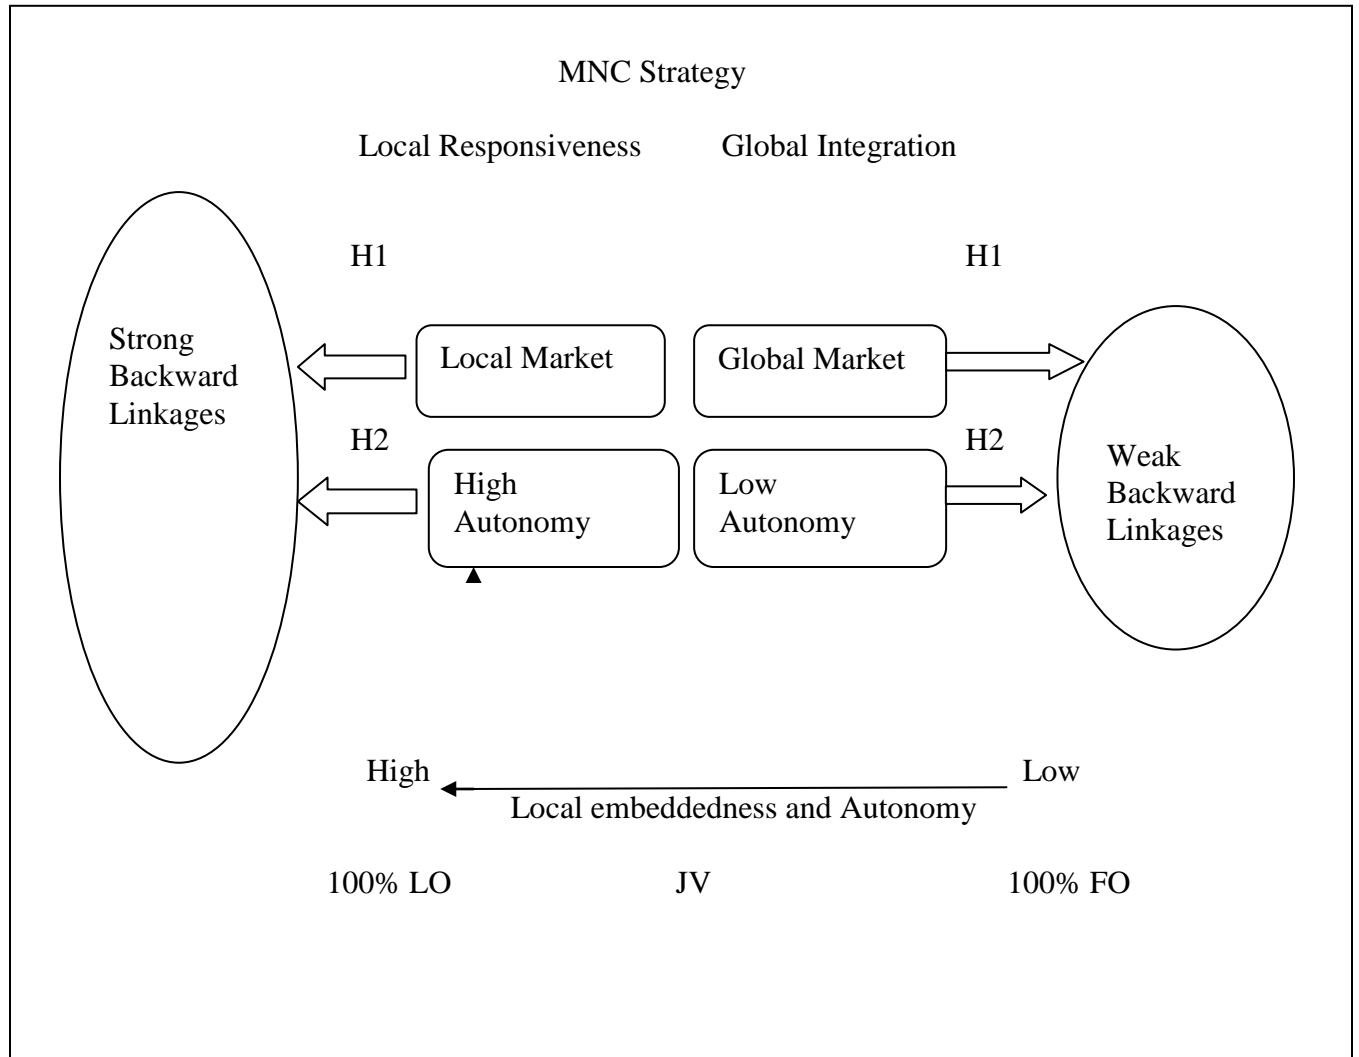 MNC Strategy
Local Responsiveness Global Integration
H1 H1
Strong
Backward
Linkages
Local Market
Global Market
H2 H2
High
Autonomy
Low
Autonomy
Weak
Backward
Linkages
High Low
Local embeddedness and Autonomy
100% LO JV 100% FO